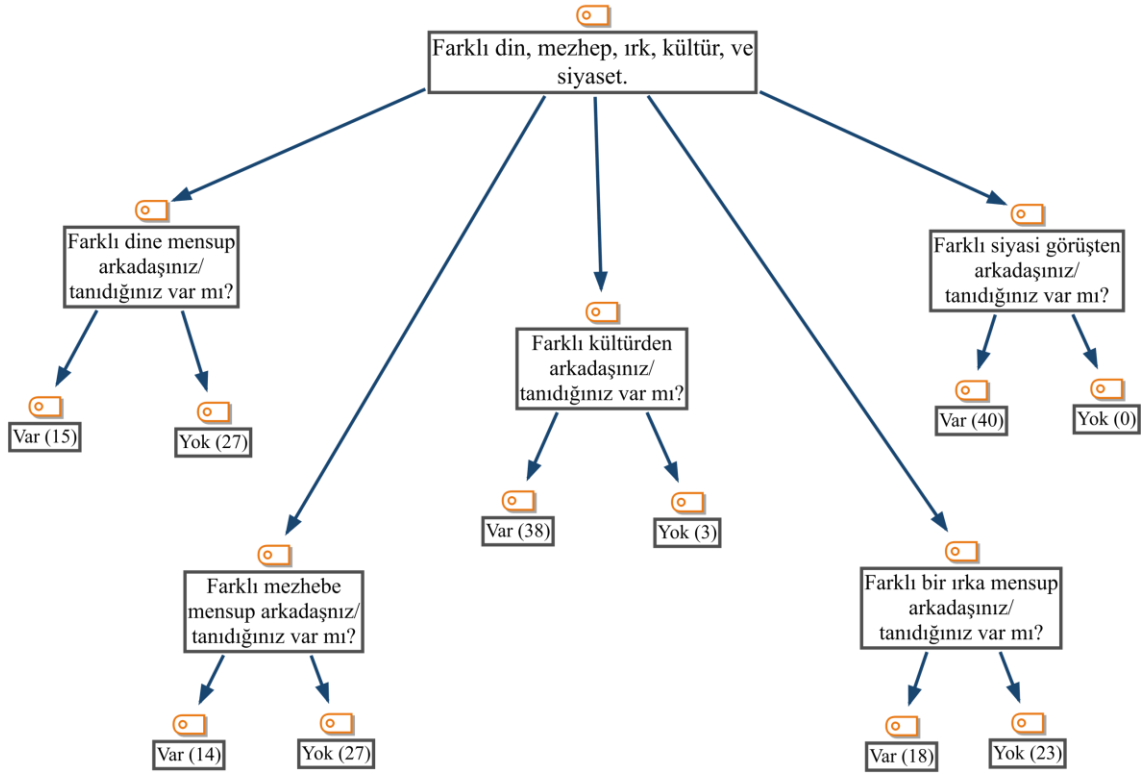 Farklı din, mezhep, ırk, kültür, ve
siyaset.
Farklı dine mensup
arkadaşınız/
tanıdığınız var mı?
Var (15)
Yok (27)
Farklı mezhebe
mensup arkadaşnız/
tanıdığınız var mı?
Var (14)
Yok (27)
Farklı kültürden
arkadaşınız/
tanıdığınız var mı?
Var (38)
Yok (3)
Farklı bir ırka mensup
arkadaşınız/
tanıdığınız var mı?
Var (18)
Yok (23)
Farklı siyasi görüşten
arkadaşınız/
tanıdığınız var mı?
Var (40)
Yok (0)